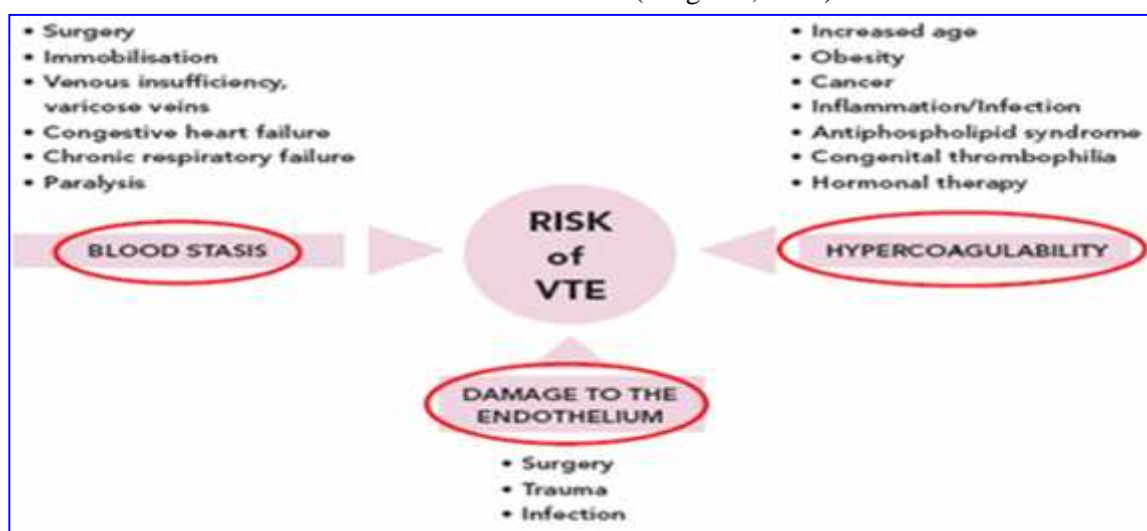 • Surgery
• Immobilisation
• Venous insufficiency,
varicose veins
• Congestive heart failure
• Chronic respiratory failure
• Paralysis
BLOOD STASIS
• Increased age
• Obesity
• Cancer
• Inflammation/Infection
• Antiphospholipid syndrome
• Congenital thrombophilia
• Hormonal therapy
HYPERCOAGULABILITY
RISK
of
VTE
DAMAGE TO THE
ENDOTHELIUM
• Surgery
• Trauma
• Infection